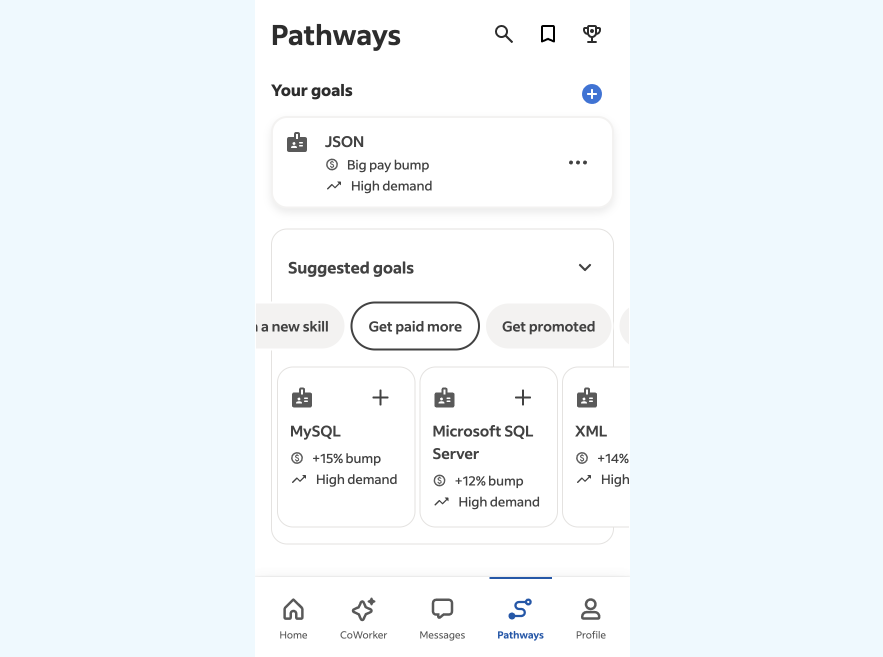 Pathways
Your goals
JSON
Big pay bump
High demand
Suggested goals
a new skill
Get paid more
Get promoted
MySQL
+15% bump
High demand
Microsoft SQL
Server
+12% bump
High demand
XML
+14%
High
Home
CoWorker
Messages
Pathways
Profile